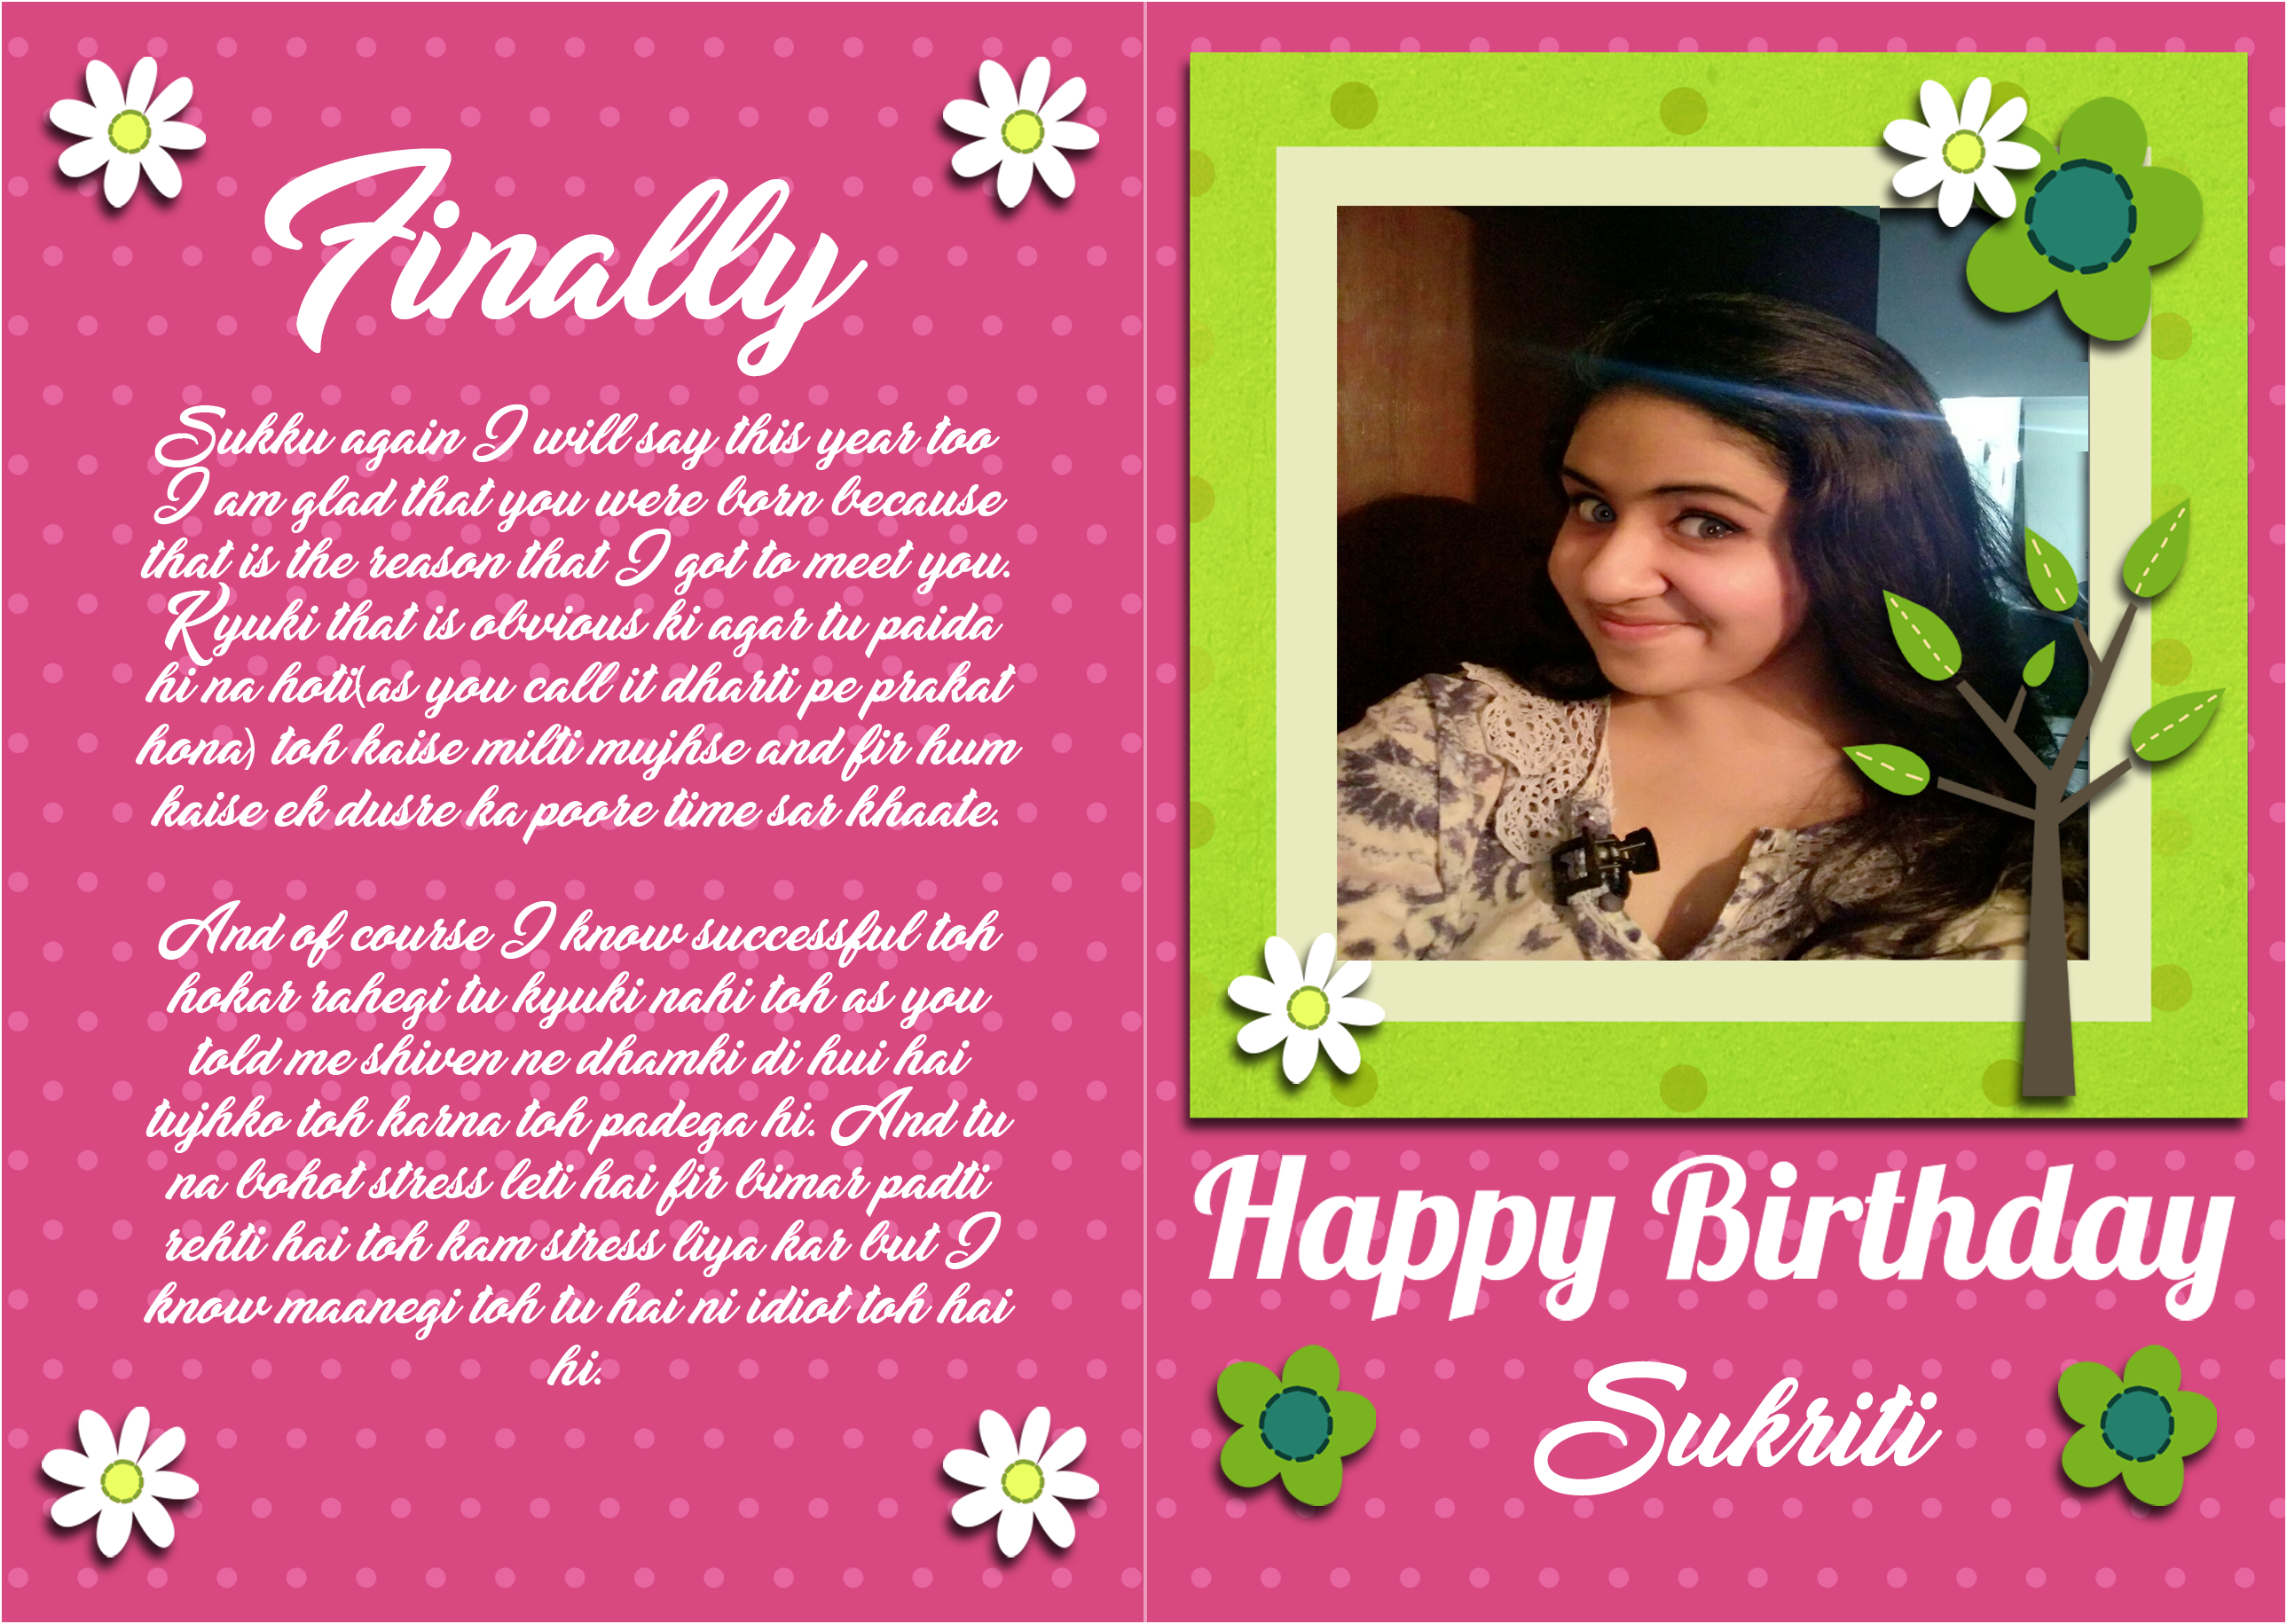 Finally
Sukku again I will say this year too
I am glad that you were born because
that is the reason that I got to meet you.
Kyuki that is obvious ki agar tu paida
hi na hoti(as you call it dharti pe prakat
hona) toh kaise milti mujhse and fir hum
kaise ek dusre ka poore time sar khaate.
And of course I know successful toh
hokar rahegi tu kyuki nahi toh as you
told me shiven ne dhamki di hui hai
tujhko toh karna toh padega hi. And tu
na bohot stress leti hai fir bimar padti
rehti hai toh kam stress liya kar but I
know maanegi toh tu hai ni idiot toh hai
hi.
Happy Birthday
Sukriti